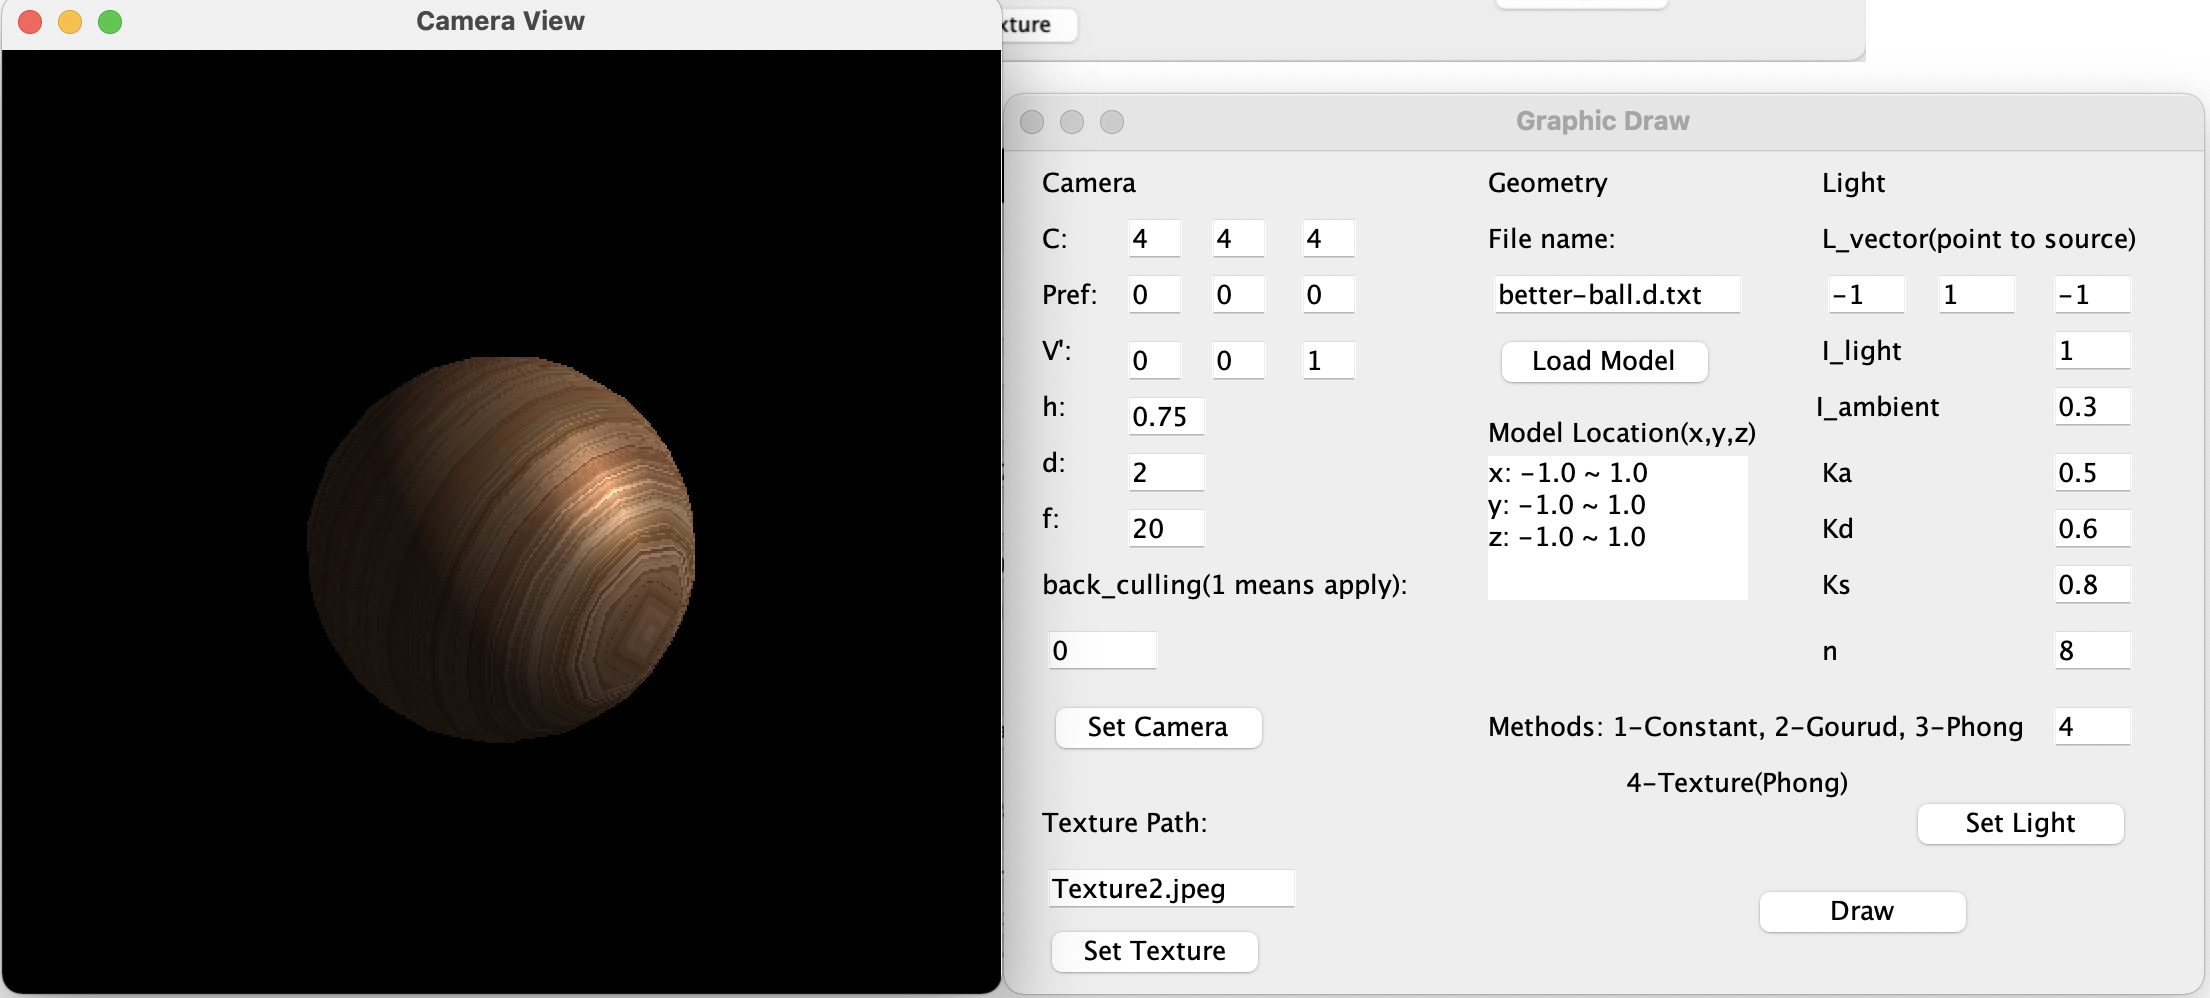 Camera View
xture
Graphic Draw
Camera
C: 4 4 4
Pref: 0 0 0
V': 0 0 1
h: 0.75
d: 2
f: 20
back_culling(1 means apply):
0
Set Camera
Texture Path:
Texture2.jpeg
Set Texture
Geometry
File name:
better-ball.d.txt
Load Model
Model Location(x,y,z)
x: -1.0 ~ 1.0
y: -1.0 ~ 1.0
z: -1.0 ~ 1.0
Light
L_vector(point to source)
-1 1 -1
I_light 1
I_ambient 0.3
Ka 0.5
Kd 0.6
Ks 0.8
n 8
Methods: 1-Constant, 2-Gourud, 3-Phong 4
4-Texture(Phong)
Set Light
Draw